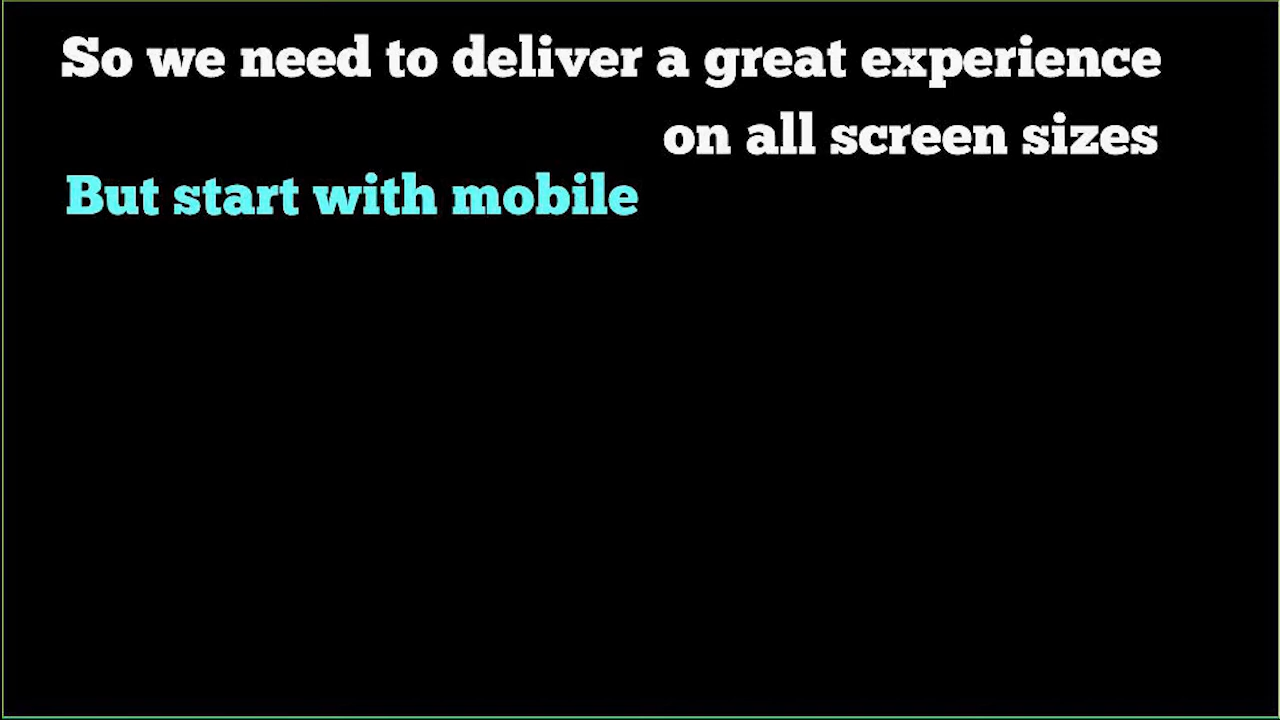 So we need to deliver a great experience
on all screen sizes
But start with mobile